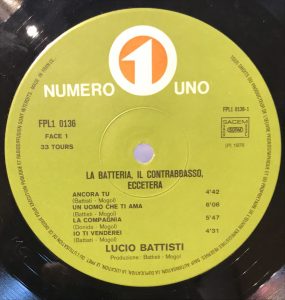 NUMERO 1 UNO
FPL1 0136
FACE 1
33 TOURS
FPL1 0136-1
SACEM
LA BATTERIA, IL CONTRABBASSO,
ECCETERA
ANCORA TU 4'42
(Battisti - Mogol)
UN UOMO CHE TI AMA 6'06
(Battisti - Mogol)
LA COMPAGNIA 5'47
(Donida - Mogol)
IO TI VENDEREI 4'31
(Battisti - Mogol)
LUCIO BATTISTI
Produzione: Battisti - Mogol